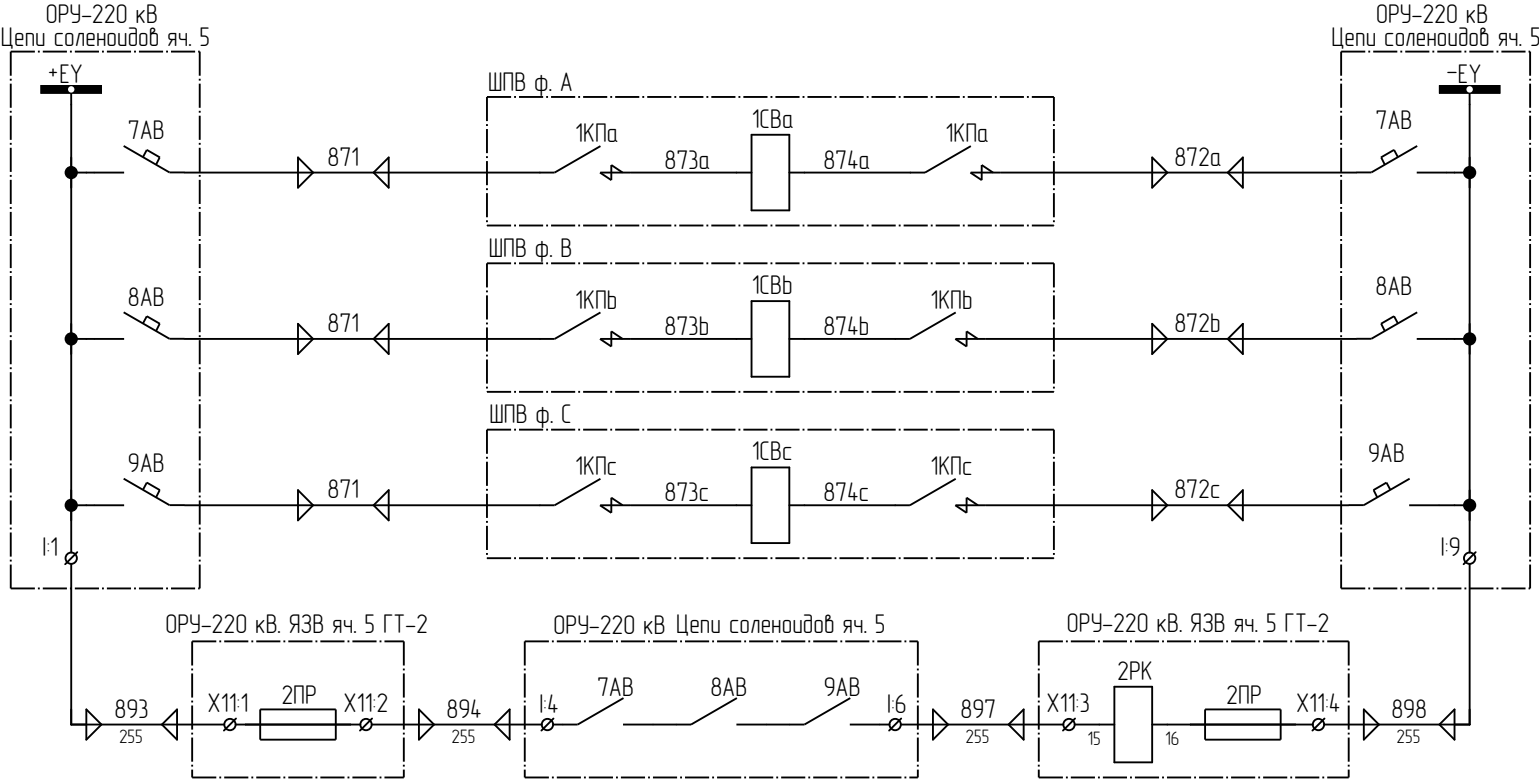 ОРУ-220 кВ
Цепи соленоидов яч. 5
ОРУ-220 кВ
Цепи соленоидов яч. 5
+EY
-EY
ШПВ ф. А
7АВ
871
1КПа
873а
1СВа
874а
1КПа
872а
7АВ
ШПВ ф. В
8АВ
871
1КПb
873b
1СВb
874b
1КПb
872b
8АВ
ШПВ ф. С
9АВ
871
1КПс
873с
1СВс
874с
1КПс
872с
9АВ
I:1
I:9
ОРУ-220 кВ. ЯЗВ яч. 5 ГТ-2
ОРУ-220 кВ Цепи соленоидов яч. 5
ОРУ-220 кВ. ЯЗВ яч. 5 ГТ-2
893
255
Х11:1
2ПР
Х11:2
894
255
I:4
7АВ
8АВ
9АВ
I:6
897
255
Х11:3
15
2РК
16
2ПР
Х11:4
898
255